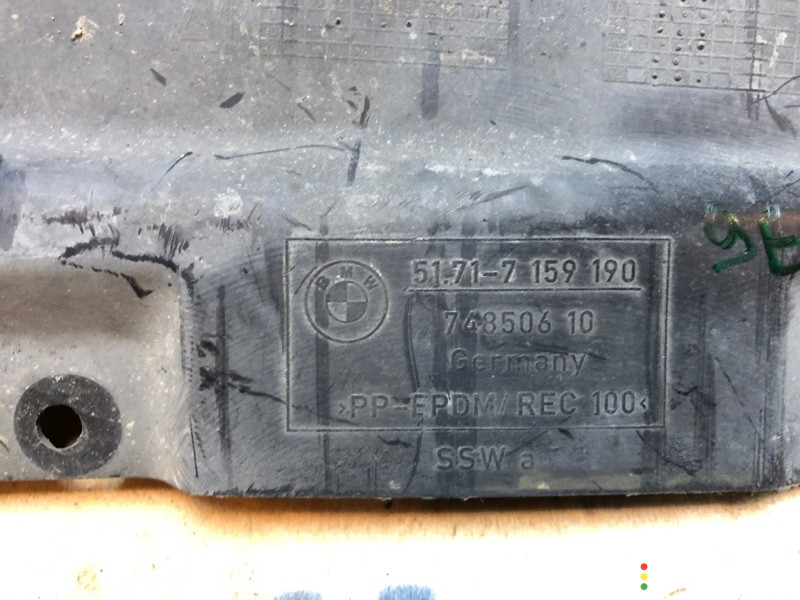 BMW
51.71-7 159 190
748506 10
Germany
>PP-EPDM/REC 100<
SSW a